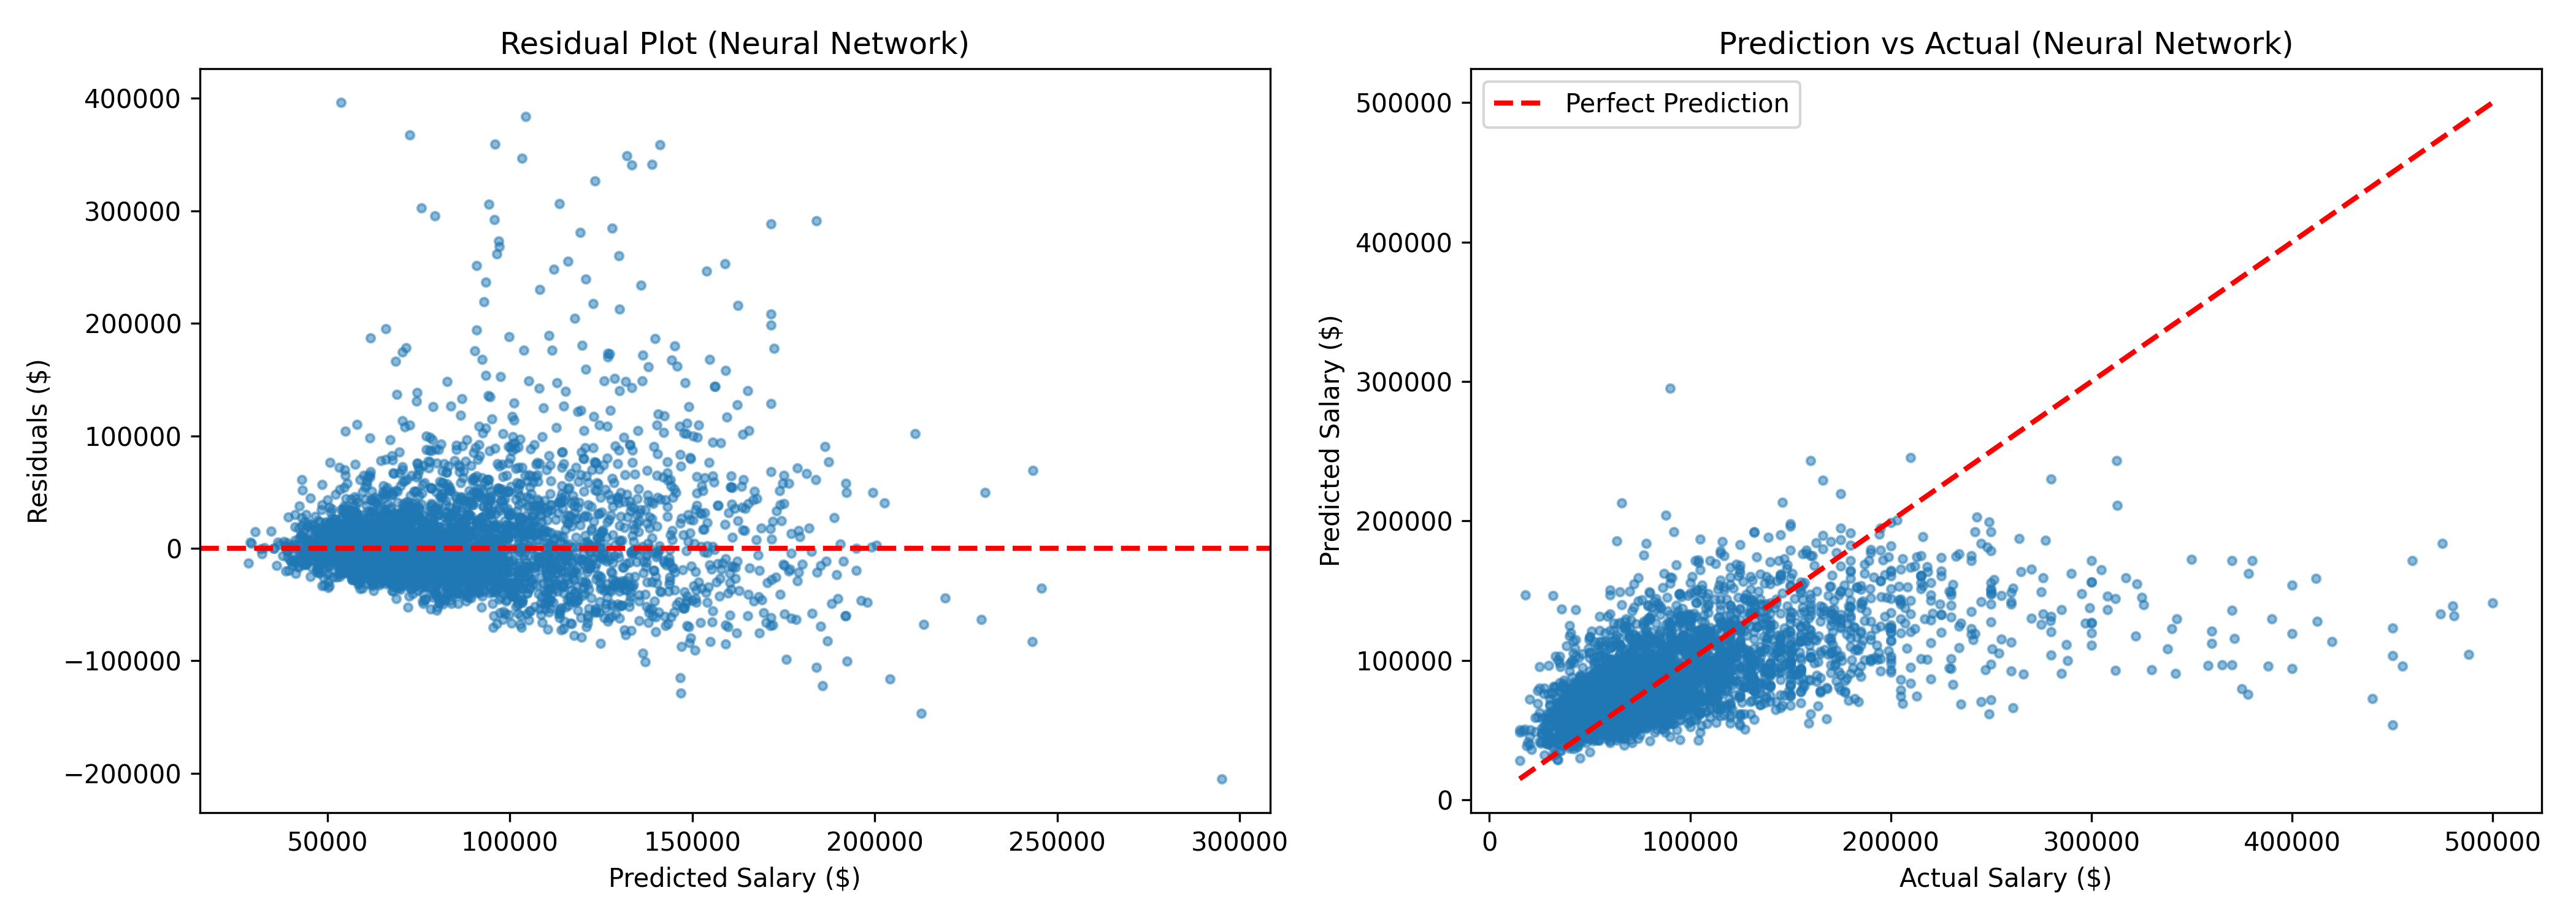 Residual Plot (Neural Network)
400000
300000
200000
100000
0
−100000
−200000
Residuals ($)
50000 100000 150000 200000 250000 300000
Predicted Salary ($)
Prediction vs Actual (Neural Network)
Perfect Prediction
500000
400000
300000
200000
100000
0
Predicted Salary ($)
0 100000 200000 300000 400000 500000
Actual Salary ($)